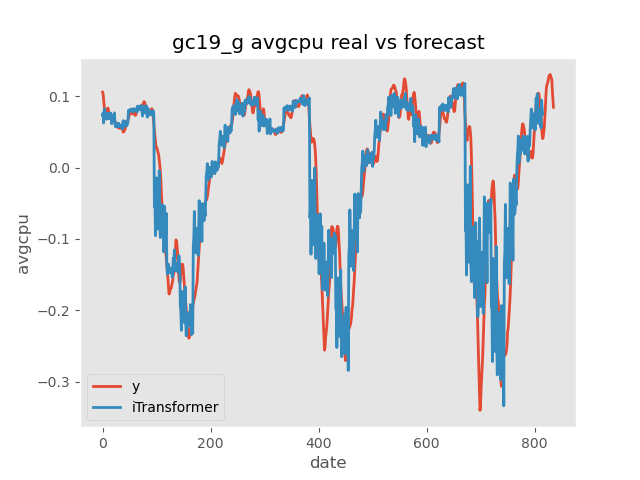 gc19_g avgcpu real vs forecast
avgcpu
0.1
0.0
−0.1
−0.2
−0.3
y
iTransformer
0
200
400
600
800
date